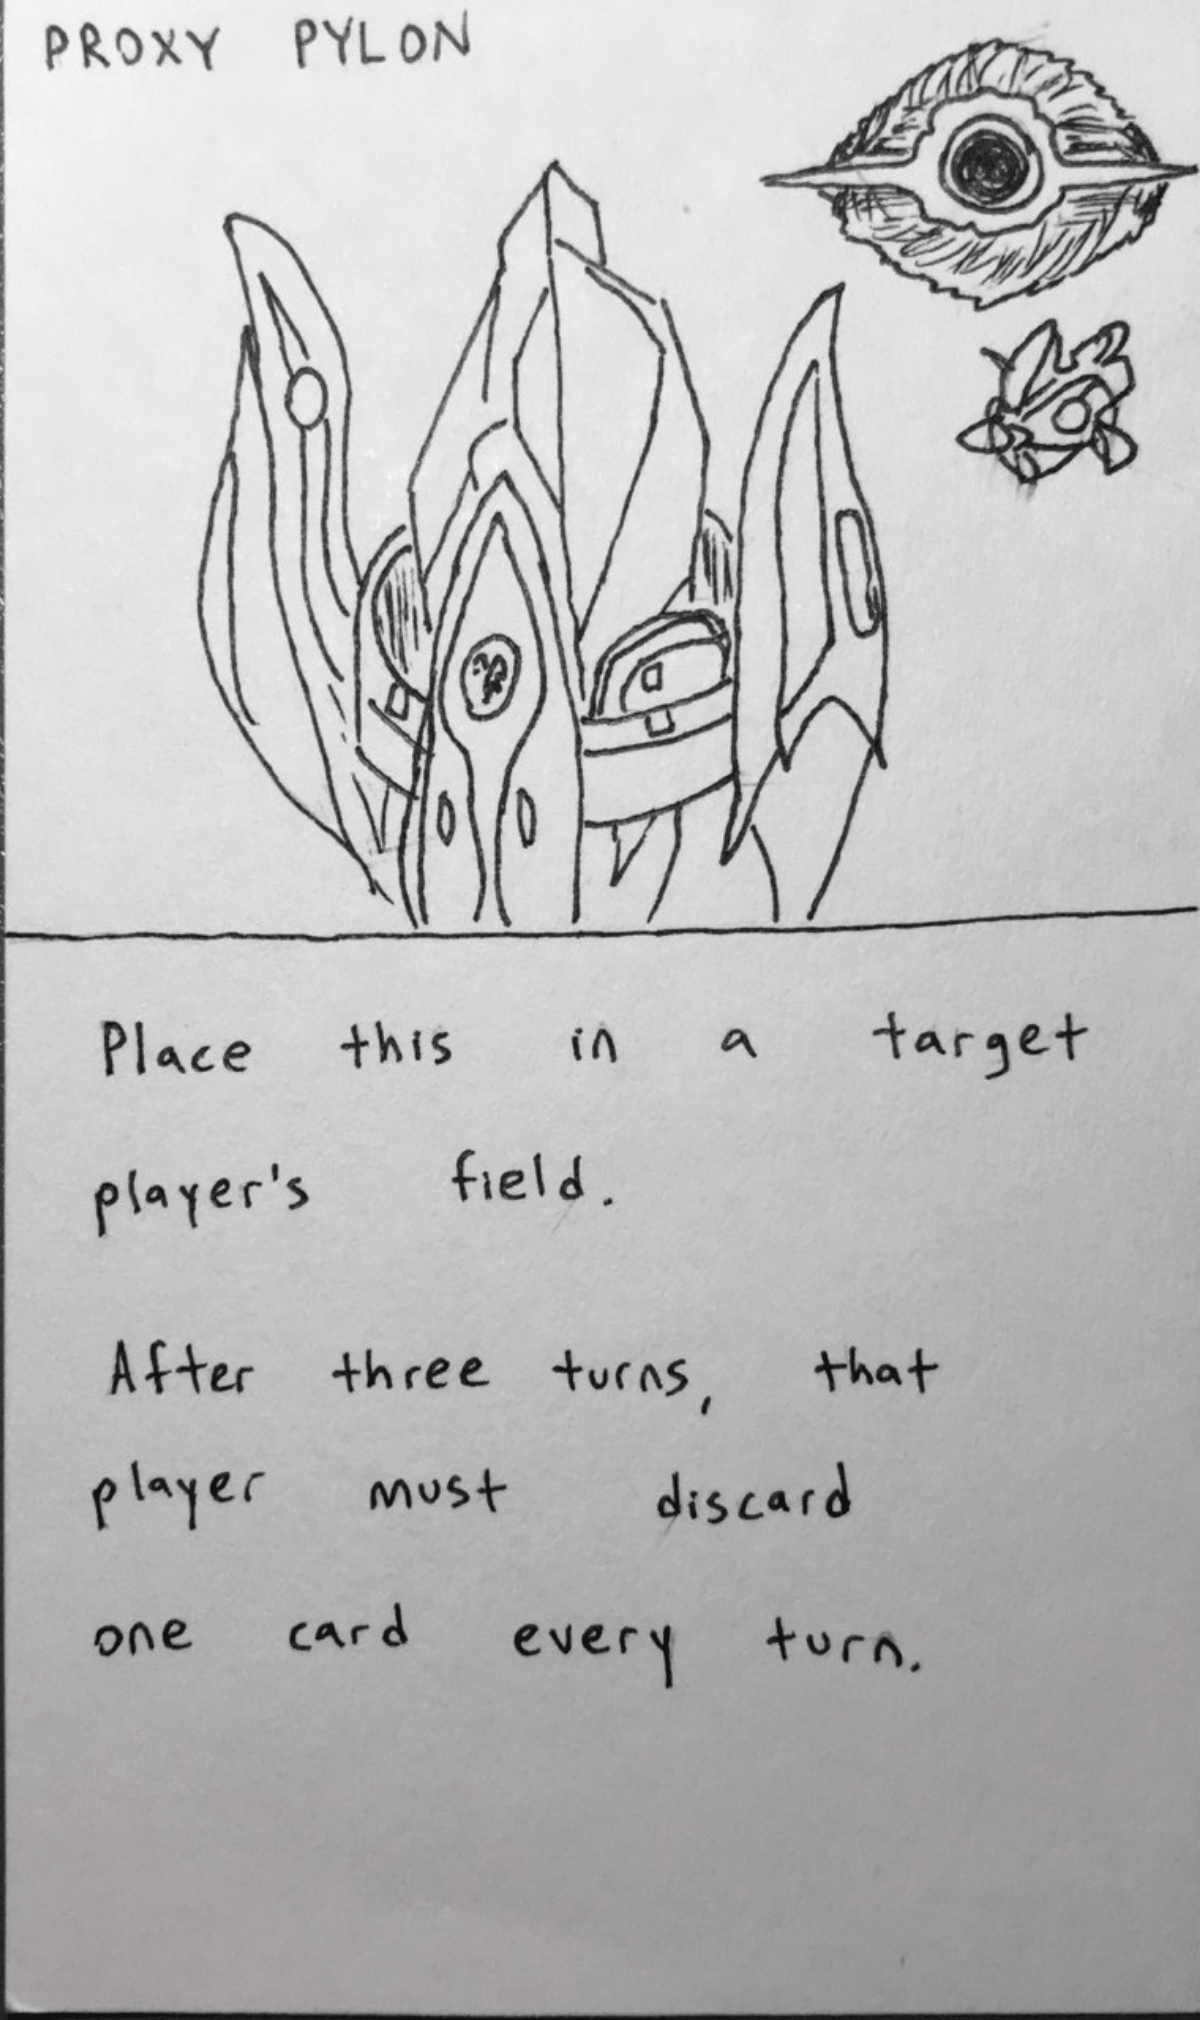 PROXY PYLON
Place this in a target
player's field.
After three turns, that
player must discard
one card every turn.